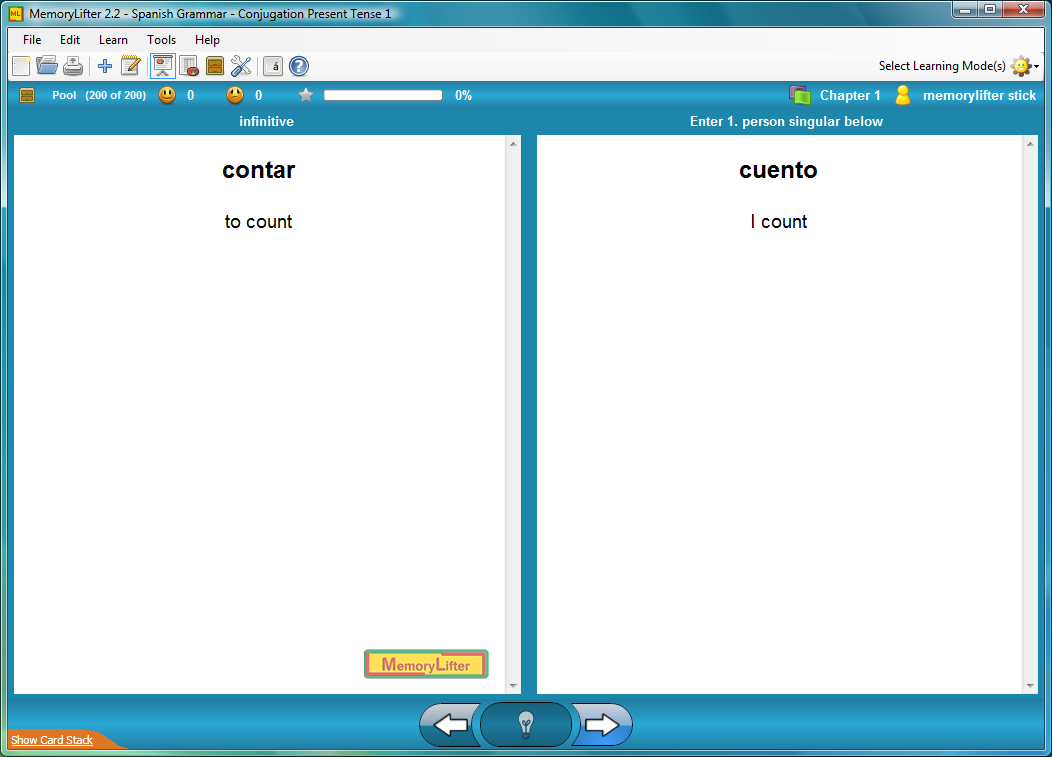 ML MemoryLifter 2.2 - Spanish Grammar - Conjugation Present Tense 1
File Edit Learn Tools Help
á ? Select Learning Mode(s)
Pool (200 of 200) 0 0 0% Chapter 1 memorylifter stick
infinitive Enter 1. person singular below
contar cuento
to count I count
MemoryLifter
Show Card Stack